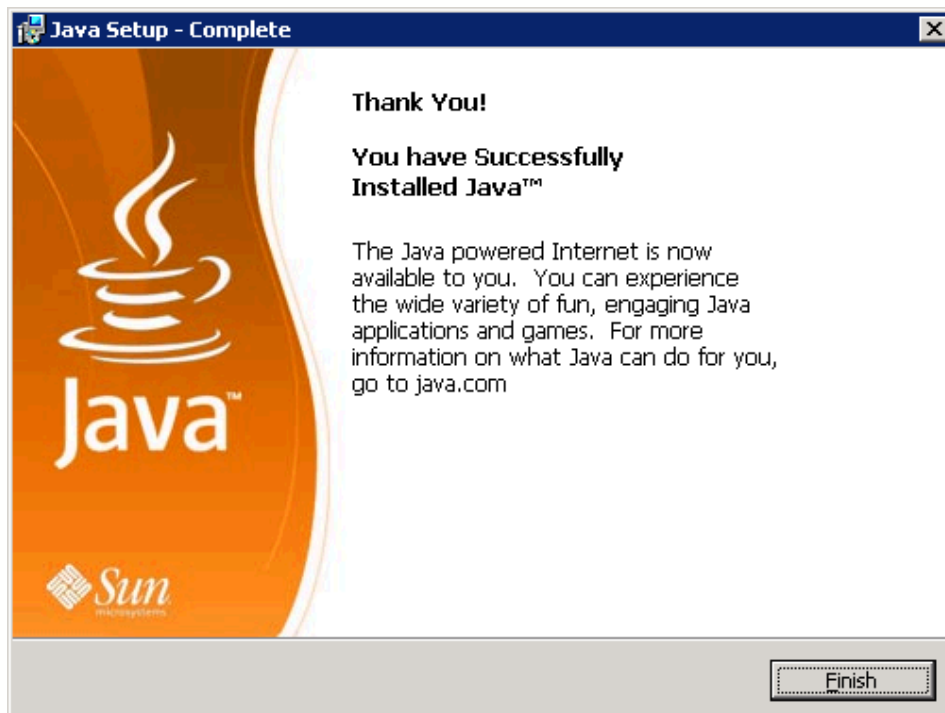 Java Setup - Complete
Thank You!
You have Successfully
Installed Java™
The Java powered Internet is now
available to you. You can experience
the wide variety of fun, engaging Java
applications and games. For more
information on what Java can do for you,
go to java.com
Java™
Sun
microsystems
Finish